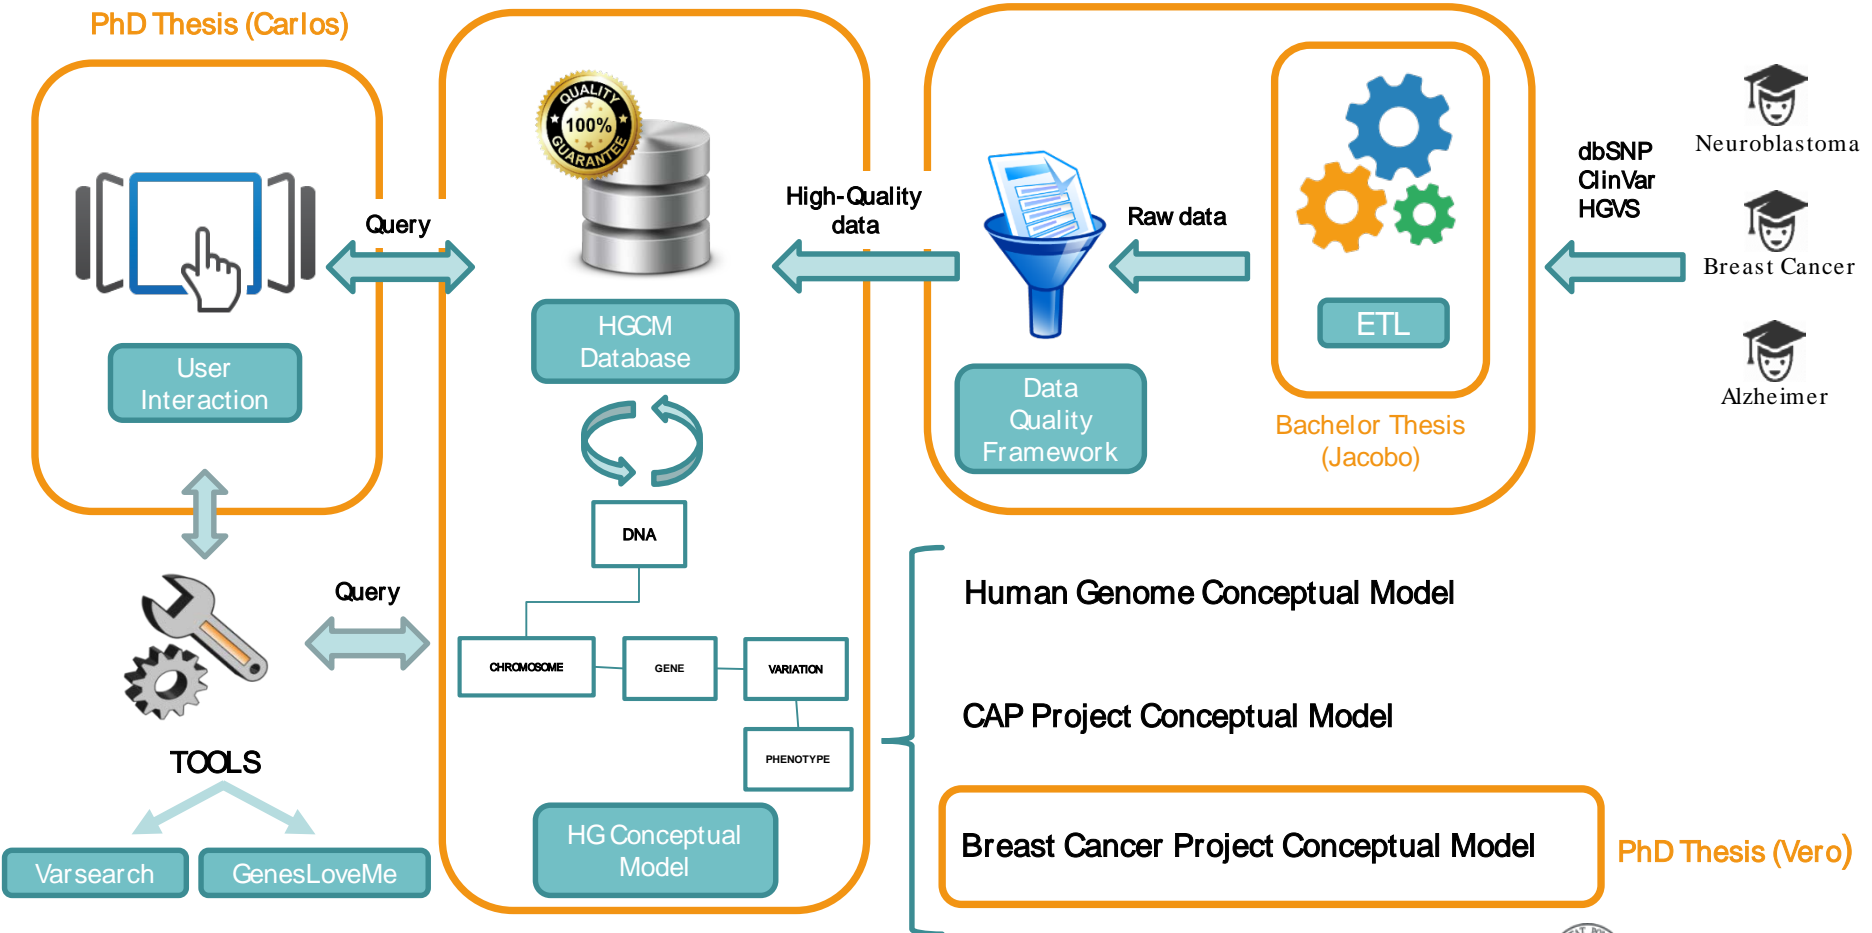 PhD Thesis (Carlos)
QUALITY
100%
GUARANTEE
Query
User
Interaction
HGCM
Database
High-Quality
data
Raw data
ETL
Data
Quality
Framework
Bachelor Thesis
(Jacobo)
dbSNP
ClinVar
HGVS
Neuroblastoma
Breast Cancer
Alzheimer
Query
TOOLS
Varsearch
GenesLoveMe
DNA
CHROMOSOME
GENE
VARIATION
PHENOTYPE
HG Conceptual
Model
Human Genome Conceptual Model
CAP Project Conceptual Model
Breast Cancer Project Conceptual Model
PhD Thesis (Vero)